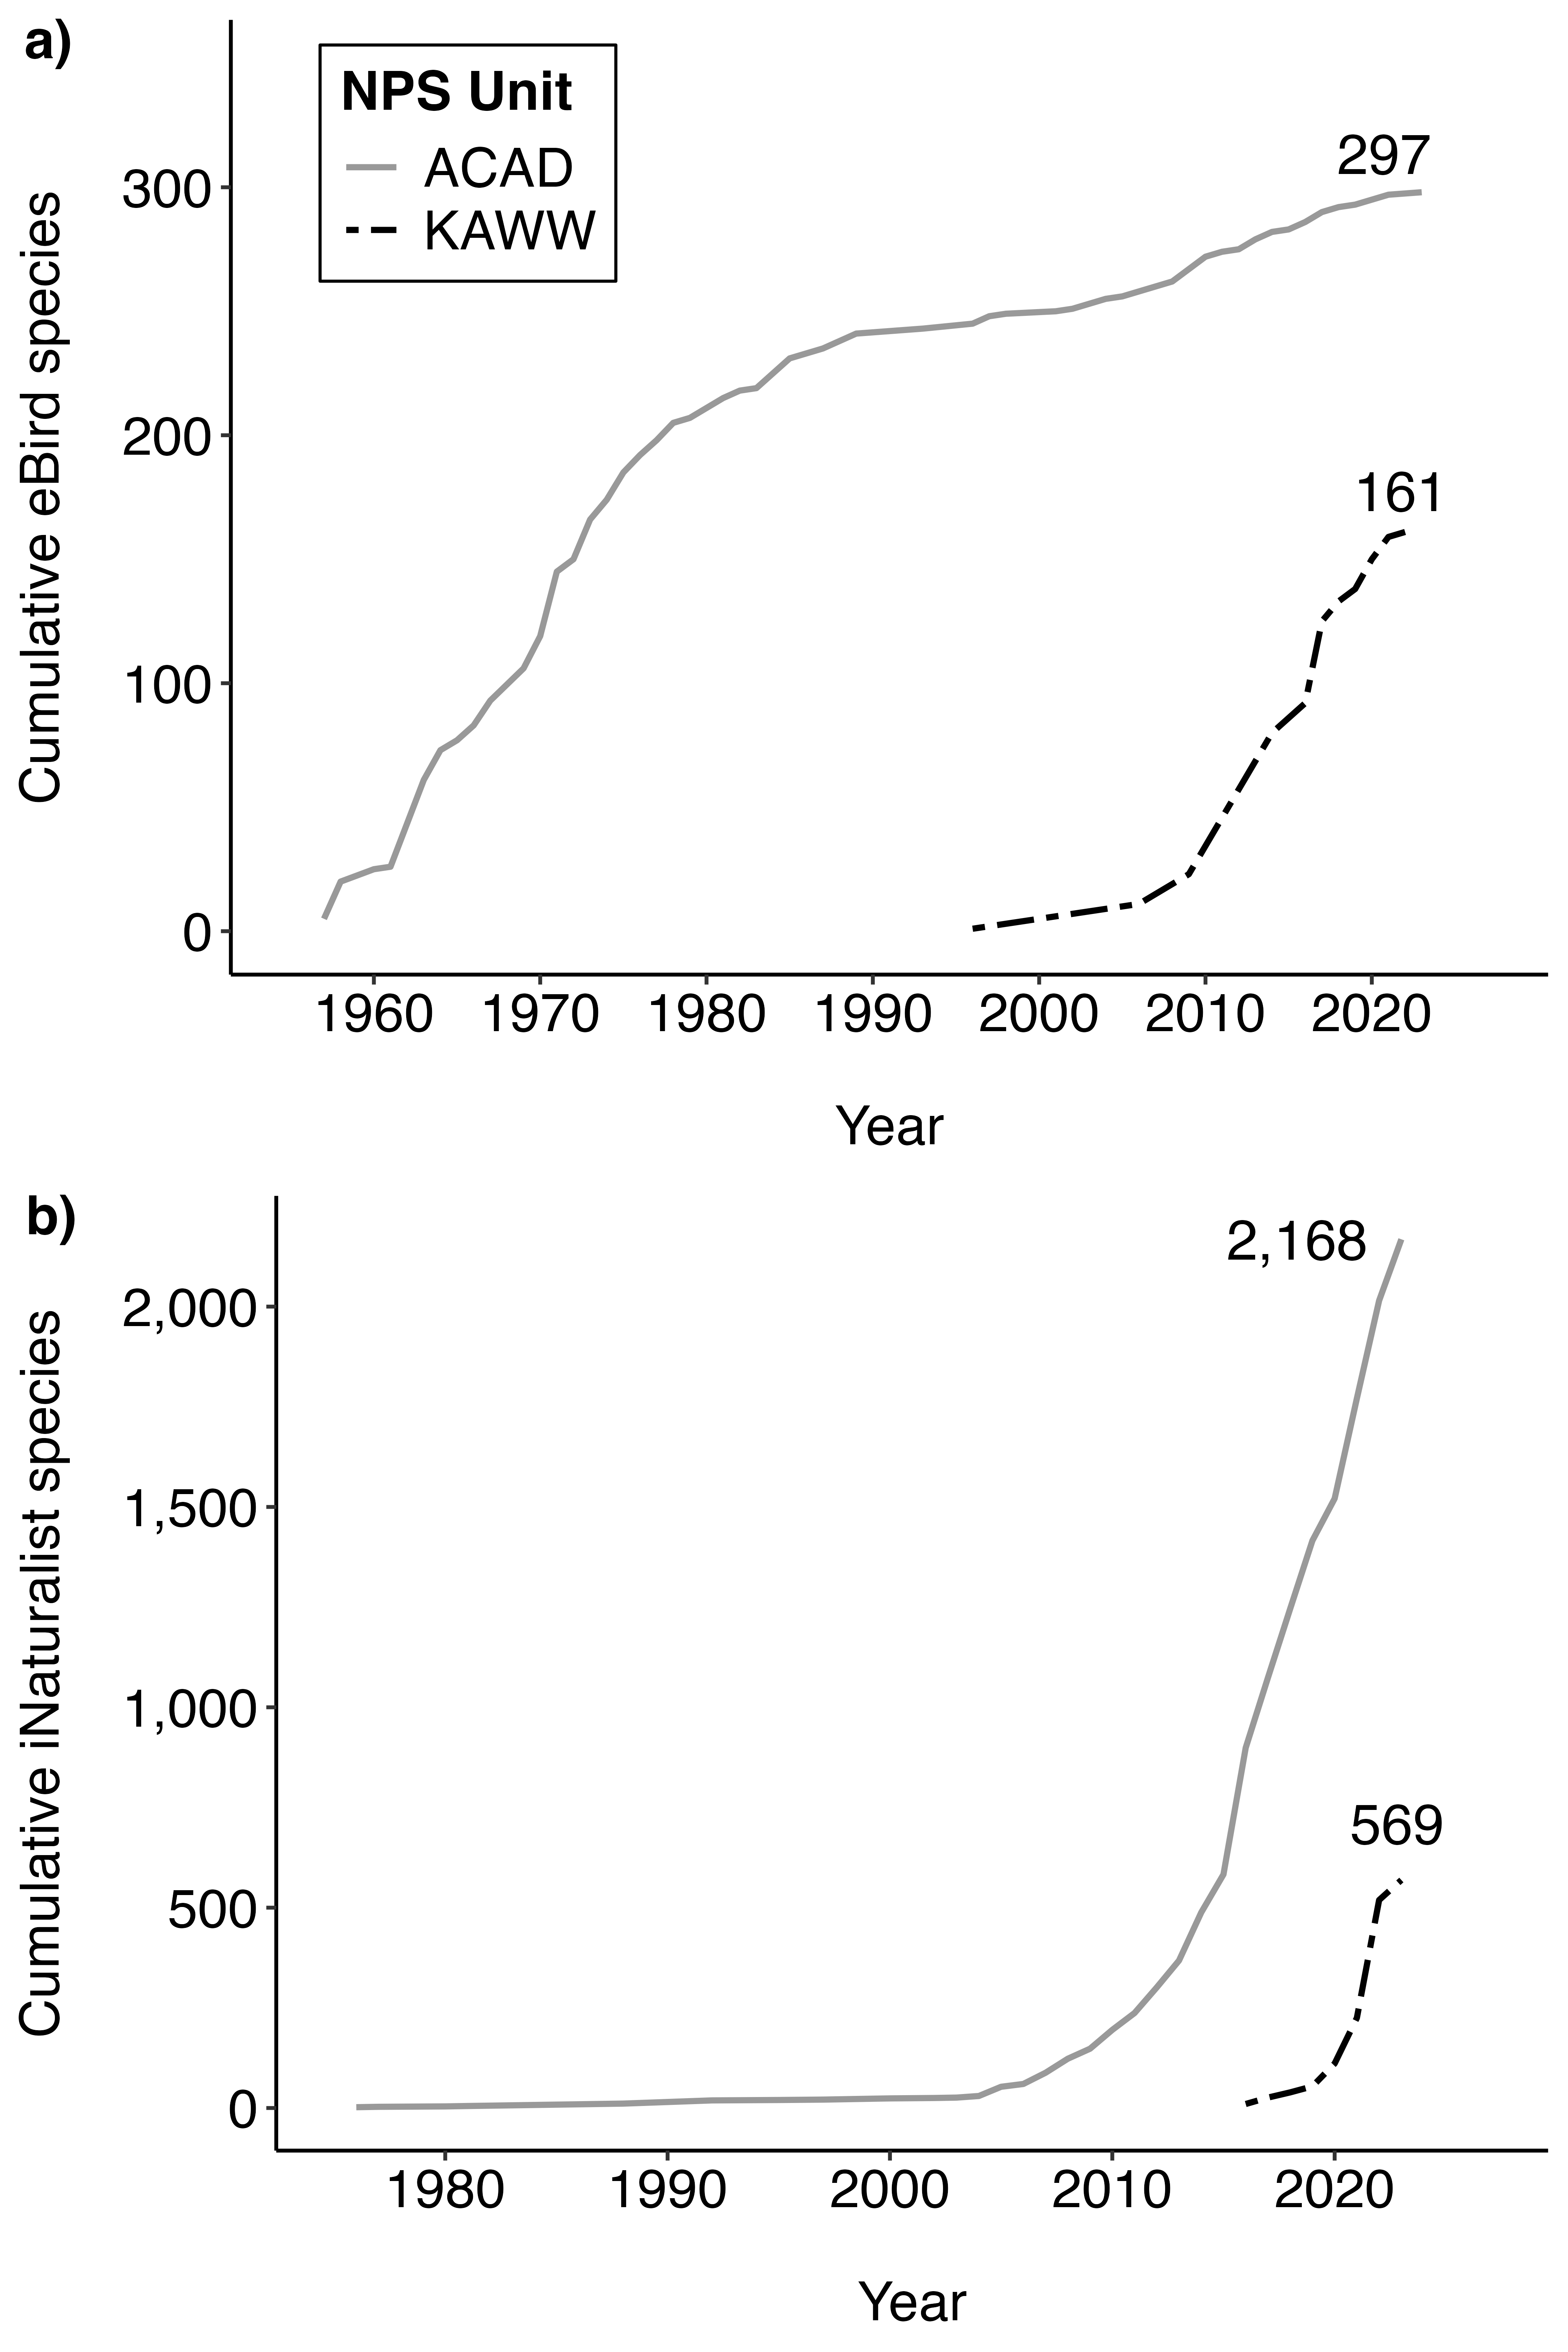 a)
NPS Unit
ACAD
KAWW
297
161
Cumulative eBird species
300
200
100
0
1960 1970 1980 1990 2000 2010 2020
Year
b)
2,168
569
Cumulative iNaturalist species
2,000
1,500
1,000
500
0
1980 1990 2000 2010 2020
Year